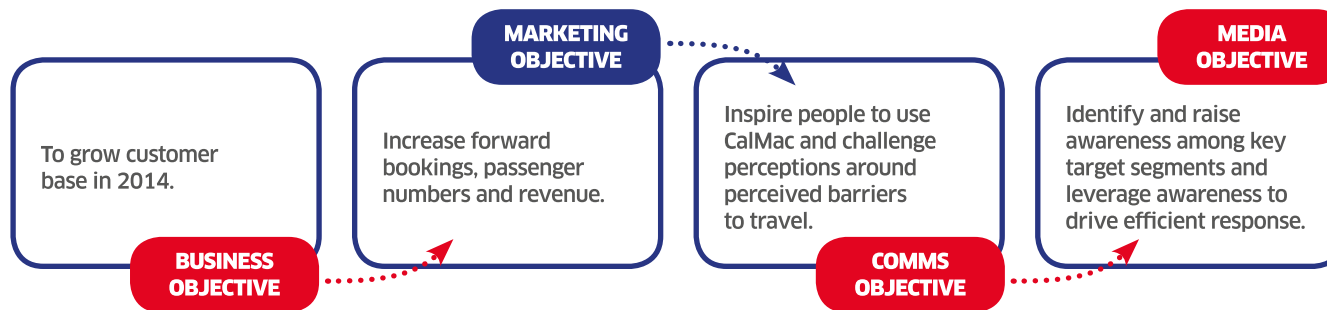 To grow customer
base in 2014.
BUSINESS
OBJECTIVE
MARKETING
OBJECTIVE
Increase forward
bookings, passenger
numbers and revenue.
Inspire people to use
CalMac and challenge
perceptions around
perceived barriers
to travel.
COMMS
OBJECTIVE
MEDIA
OBJECTIVE
Identify and raise
awareness among key
target segments and
leverage awareness to
drive efficient response.